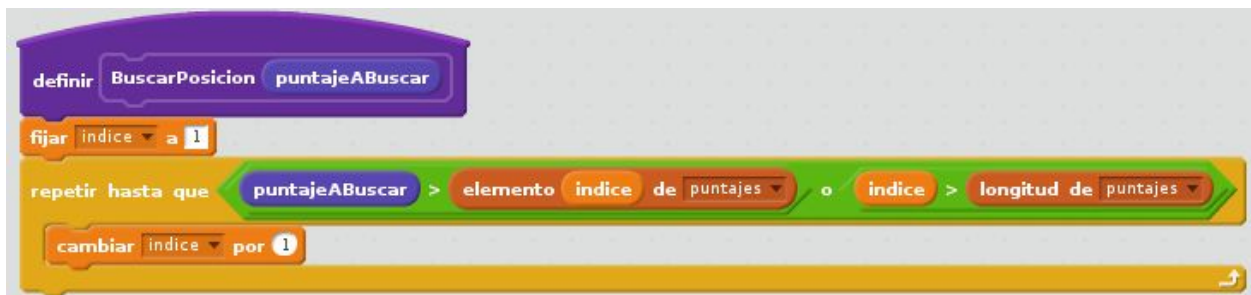 definir BuscarPosicion puntajeABuscar
fijar indice a 1
repetir hasta que puntajeABuscar > elemento indice de puntajes o indice > longitud de puntajes
cambiar indice por 1